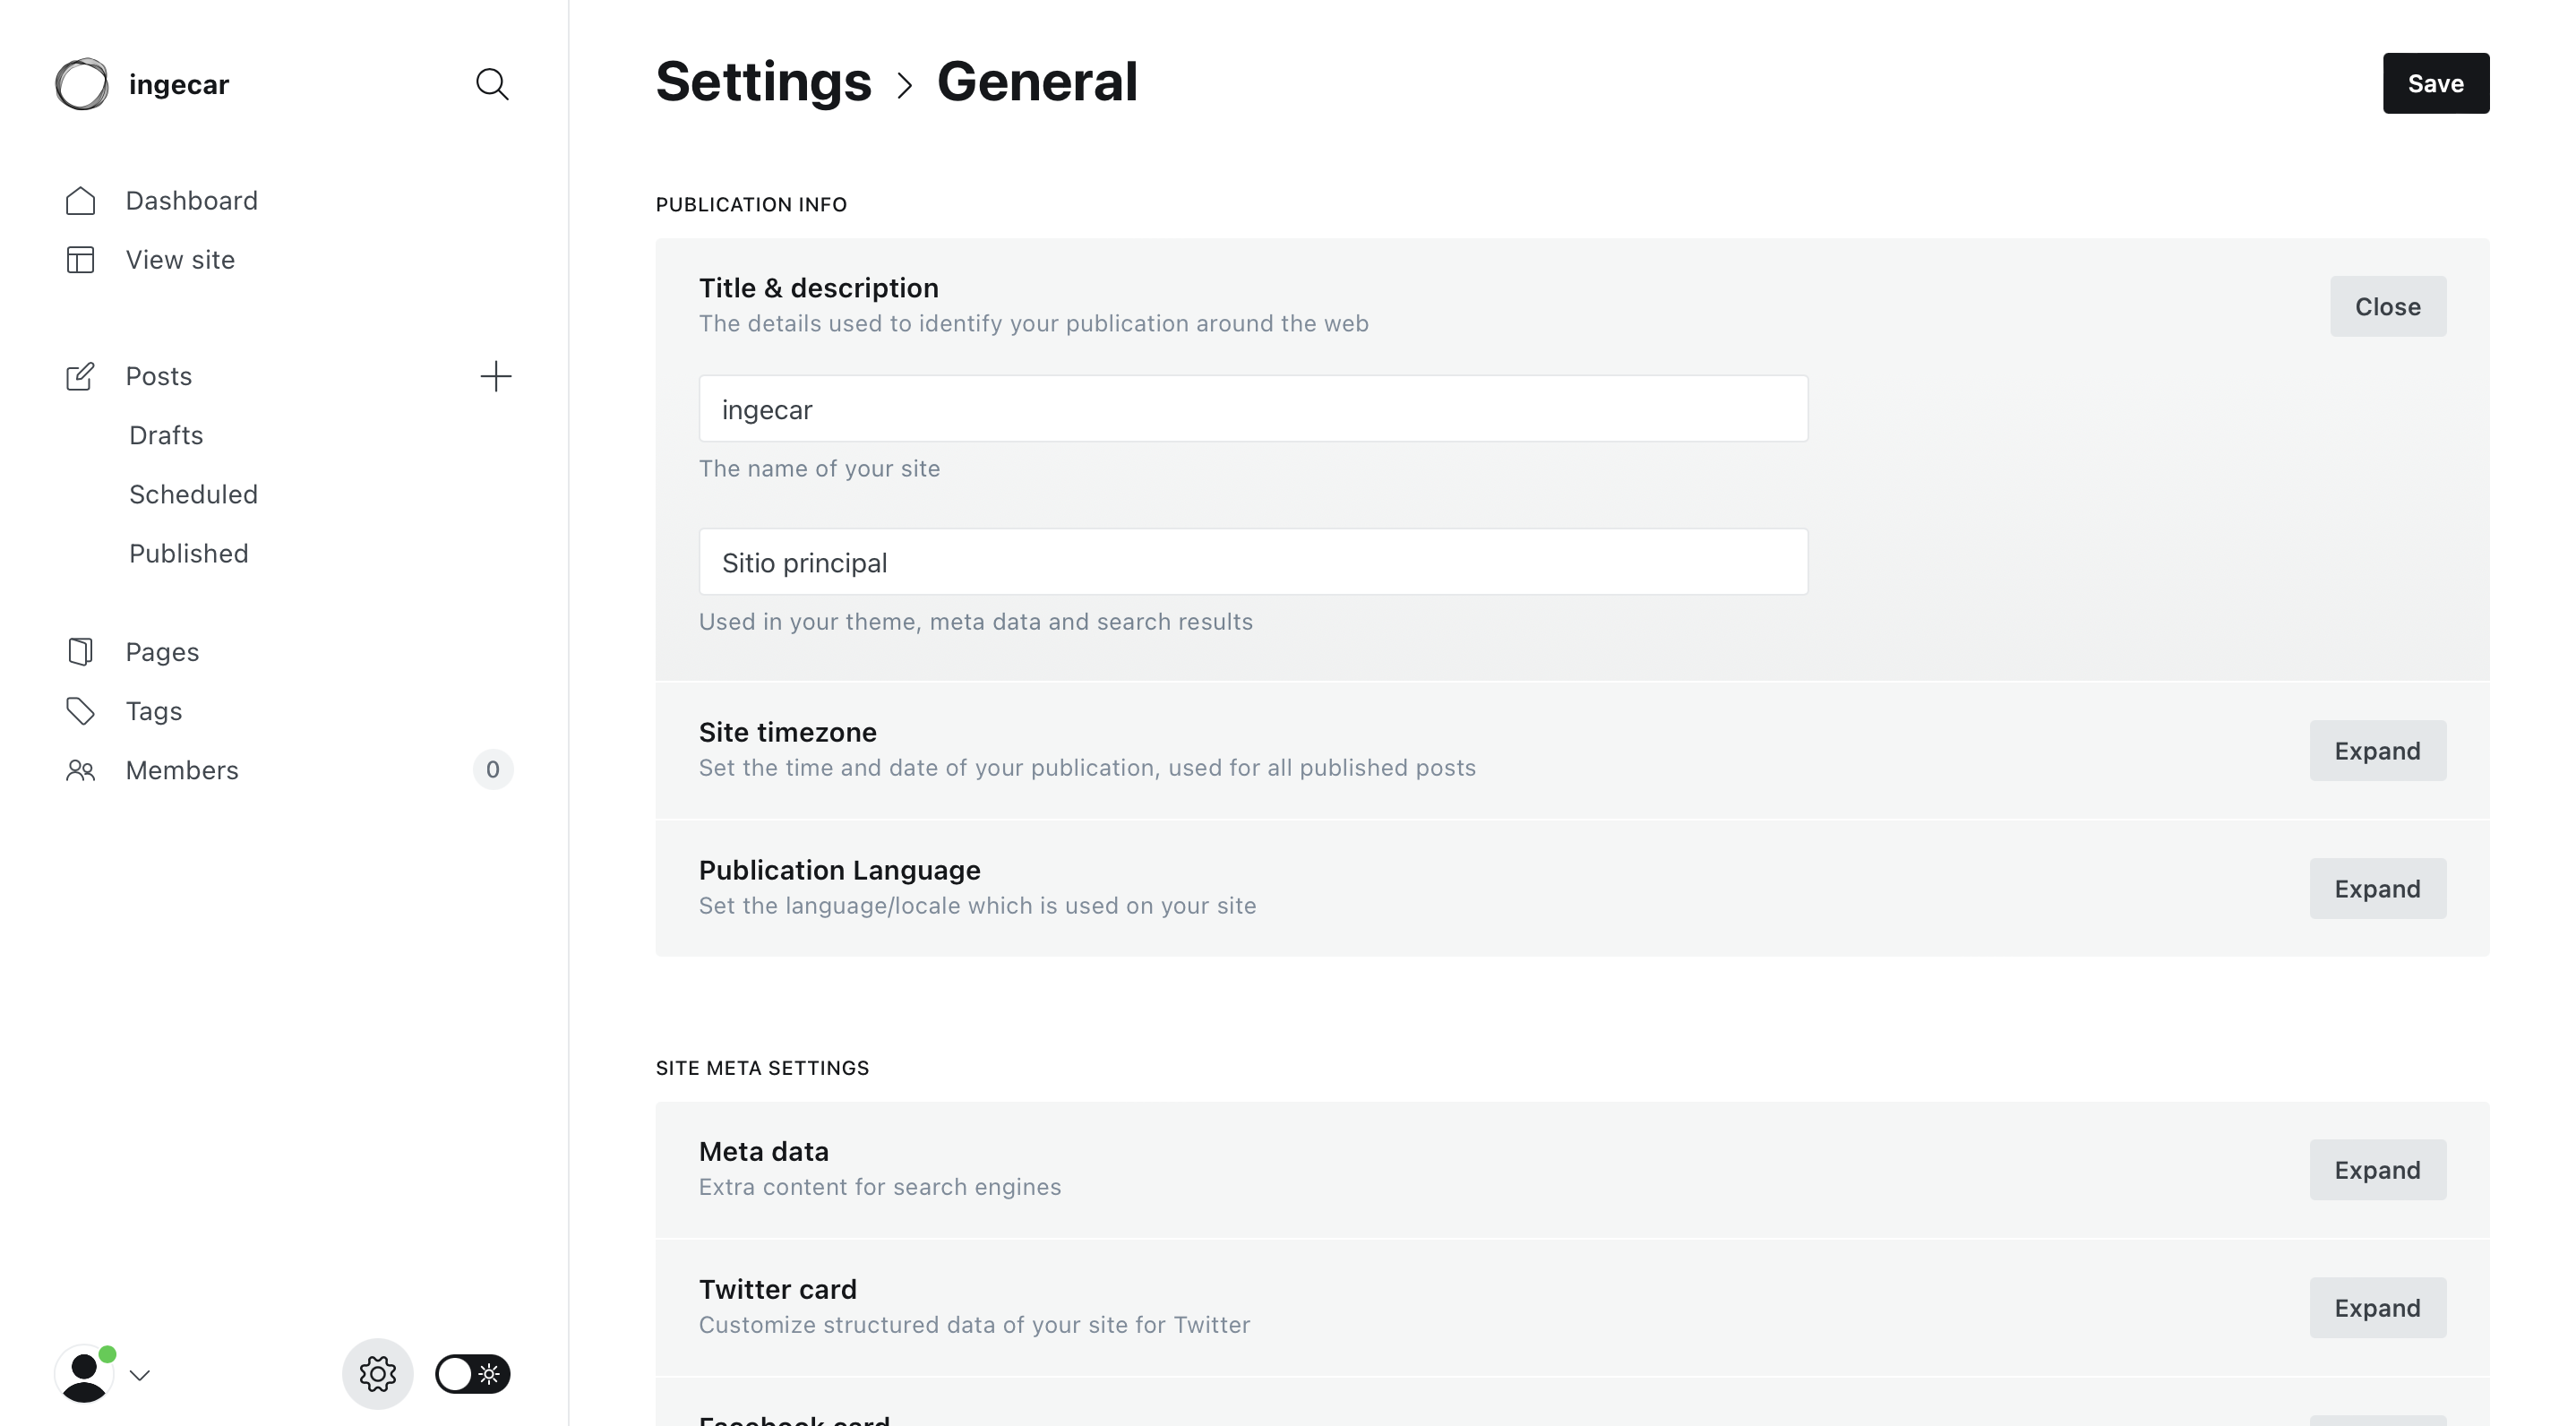 ingecar
Dashboard
View site
Posts
Drafts
Scheduled
Published
Pages
Tags
Members
0
Settings > General
Save
PUBLICATION INFO
Title & description
The details used to identify your publication around the web
Close
ingecar
The name of your site
Sitio principal
Used in your theme, meta data and search results
Site timezone
Set the time and date of your publication, used for all published posts
Expand
Publication Language
Set the language/locale which is used on your site
Expand
SITE META SETTINGS
Meta data
Extra content for search engines
Expand
Twitter card
Customize structured data of your site for Twitter
Expand
Facebook card